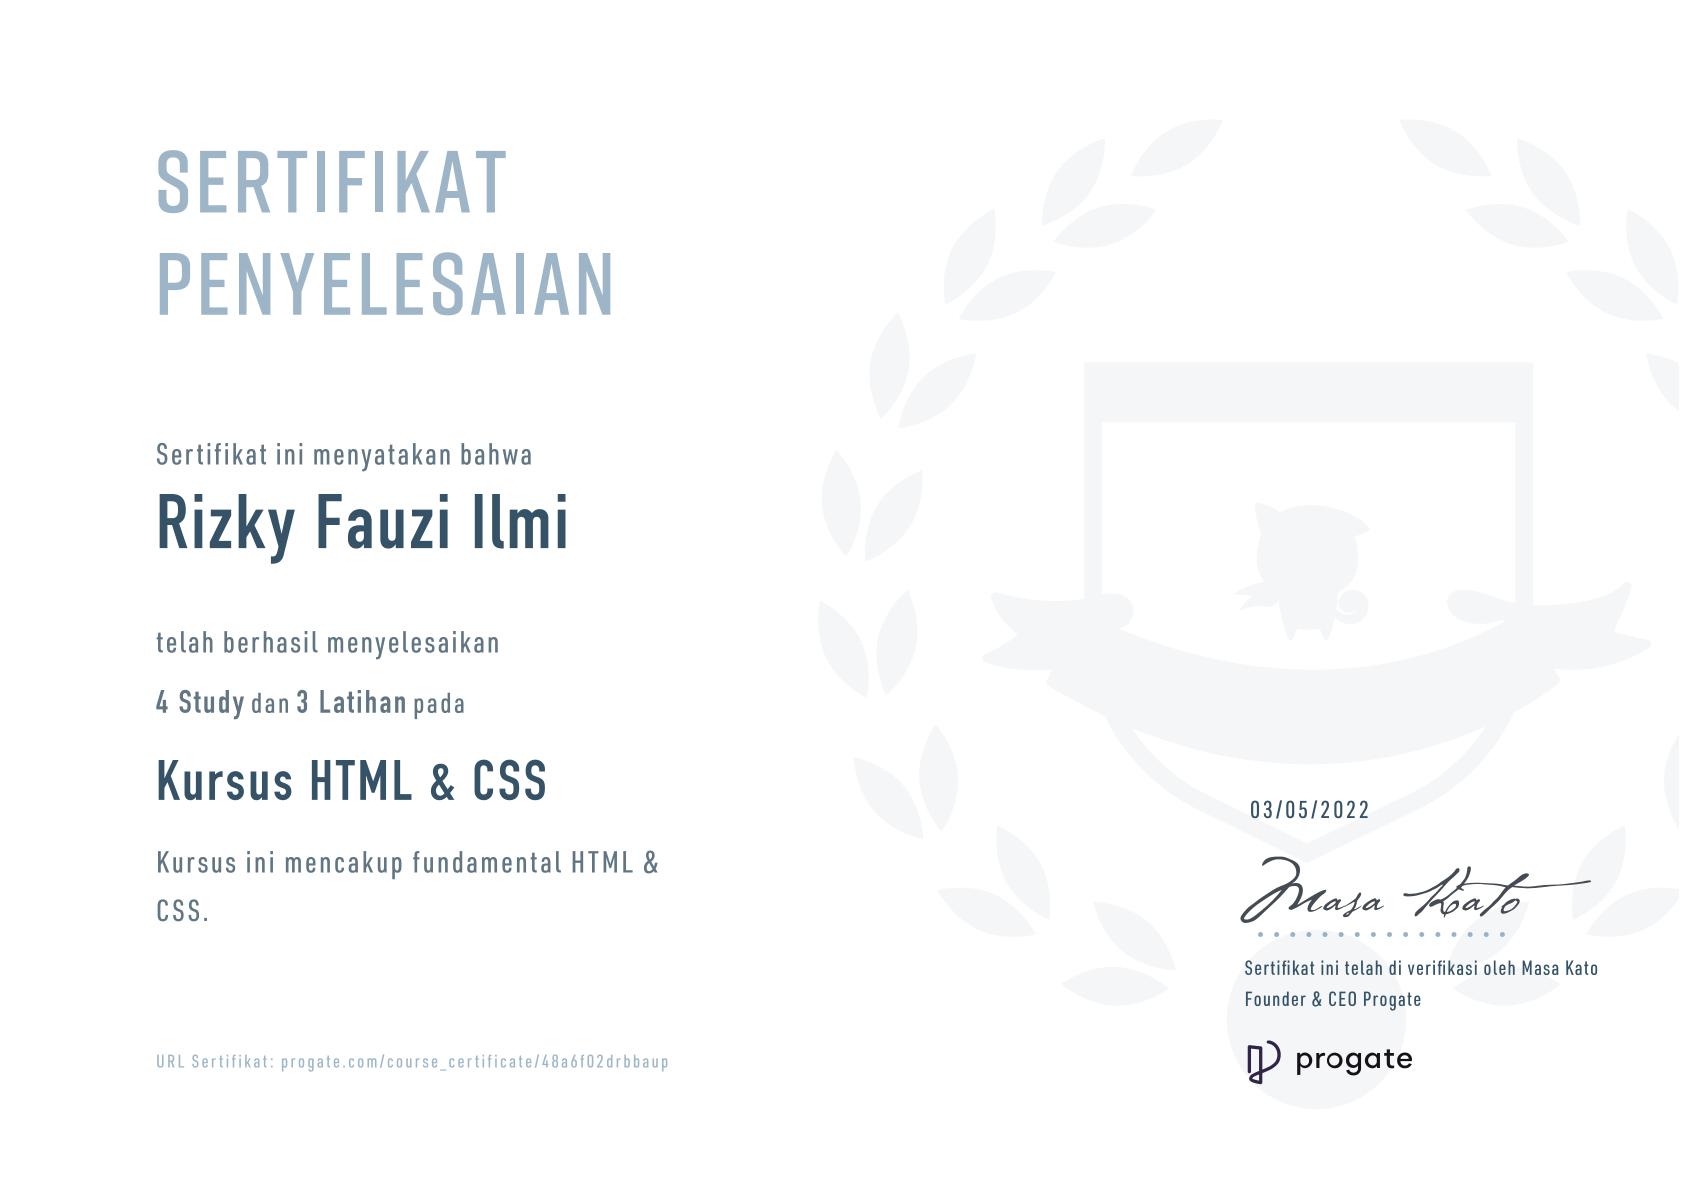 SERTIFIKAT
PENYELESAIAN
Sertifikat ini menyatakan bahwa
Rizky Fauzi Ilmi
telah berhasil menyelesaikan
4 Study dan 3 Latihan pada
Kursus HTML & CSS
Kursus ini mencakup fundamental HTML &
CSS.
03/05/2022
Masa Kato
Sertifikat ini telah di verifikasi oleh Masa Kato
Founder & CEO Progate
URL Sertifikat: progate.com/course_certificate/48a6f02drbbaup
progate